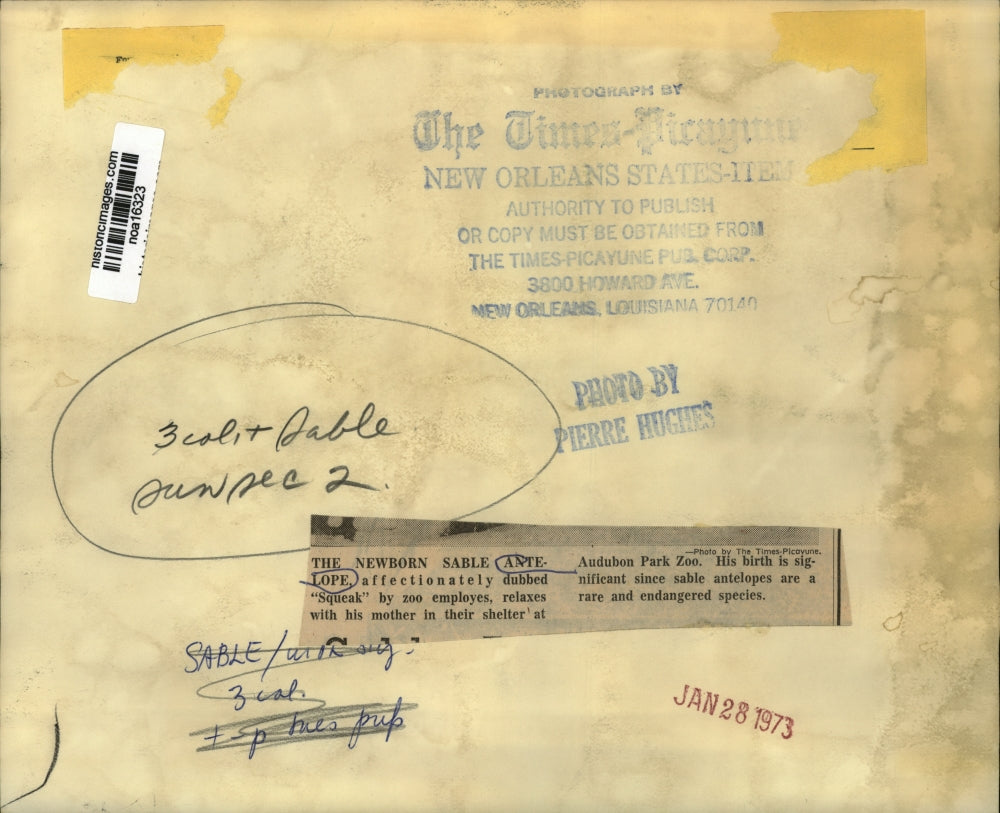 PHOTOGRAPH BY
The Times-Picayune
NEW ORLEANS STATES-ITEM
AUTHORITY TO PUBLISH
OR COPY MUST BE OBTAINED FROM
THE TIMES-PICAYUNE PUB. CORP.
3800 HOWARD AVE.
NEW ORLEANS, LOUISIANA 70140
historicimages.com
noa16323
PHOTO BY
PIERRE HUGHES
3 col + Sable
sun sec 2.
—Photo by The Times-Picayune.
THE NEWBORN SABLE ANTE-
LOPE, affectionately dubbed
"Squeak" by zoo employes, relaxes
with his mother in their shelter at
Audubon Park Zoo. His birth is sig-
nificant since sable antelopes are a
rare and endangered species.
SABLE/
3 col.
t-p
JAN 28 1973